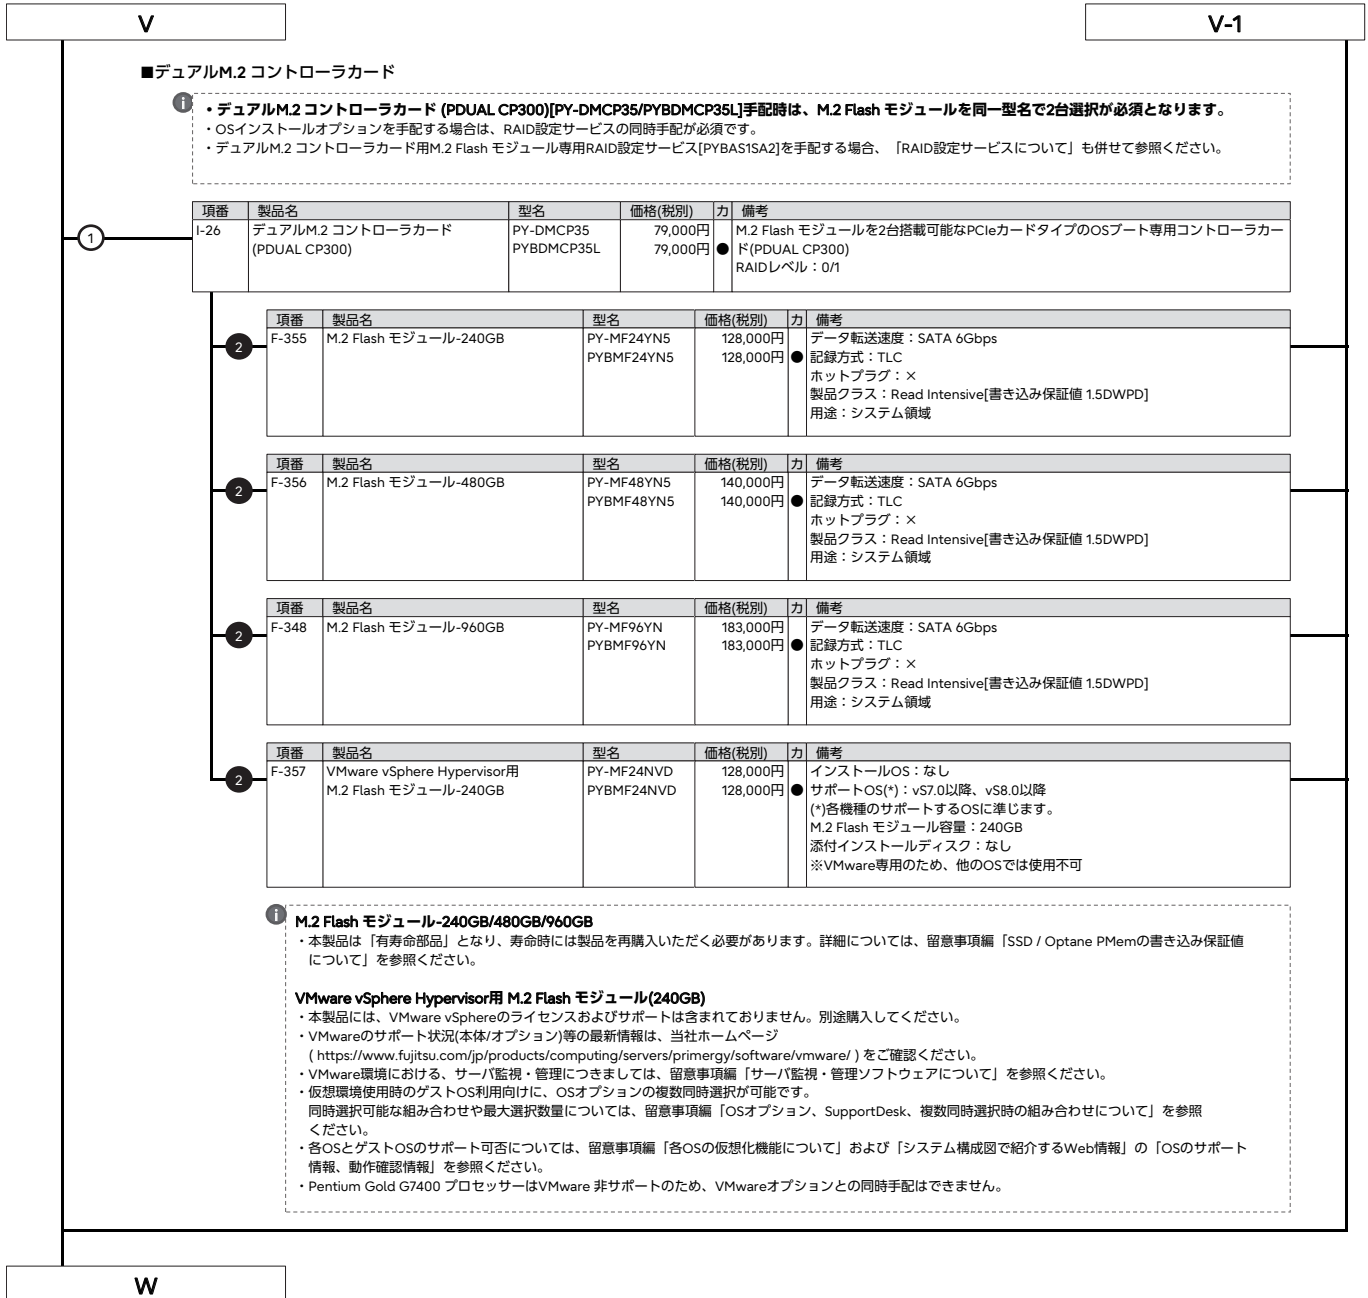 V
V-1
■デュアルM.2 コントローラカード
・デュアルM.2 コントローラカード (PDUAL CP300)[PY-DMCP35/PYBDMCP35L]手配時は、M.2 Flash モジュールを同一型名で2台選択が必須となります。
・OSインストールオプションを手配する場合は、RAID設定サービスの同時手配が必須です。
・デュアルM.2 コントローラカード用M.2 Flash モジュール専用RAID設定サービス[PYBAS1SA2]を手配する場合、「RAID設定サービスについて」も併せて参照ください。
項番 製品名 型名 価格(税別) カ 備考
1 I-26 デュアルM.2 コントローラカード PY-DMCP35 79,000円 M.2 Flash モジュールを2台搭載可能なPCIeカードタイプのOSブート専用コントローラカー
(PDUAL CP300) PYBDMCP35L 79,000円 ● ド(PDUAL CP300)
RAIDレベル：0/1
項番 製品名 型名 価格(税別) カ 備考
2 F-355 M.2 Flash モジュール-240GB PY-MF24YN5 128,000円 データ転送速度：SATA 6Gbps
PYBMF24YN5 128,000円 ● 記録方式：TLC
ホットプラグ：×
製品クラス：Read Intensive[書き込み保証値 1.5DWPD]
用途：システム領域
項番 製品名 型名 価格(税別) カ 備考
2 F-356 M.2 Flash モジュール-480GB PY-MF48YN5 140,000円 データ転送速度：SATA 6Gbps
PYBMF48YN5 140,000円 ● 記録方式：TLC
ホットプラグ：×
製品クラス：Read Intensive[書き込み保証値 1.5DWPD]
用途：システム領域
項番 製品名 型名 価格(税別) カ 備考
2 F-348 M.2 Flash モジュール-960GB PY-MF96YN 183,000円 データ転送速度：SATA 6Gbps
PYBMF96YN 183,000円 ● 記録方式：TLC
ホットプラグ：×
製品クラス：Read Intensive[書き込み保証値 1.5DWPD]
用途：システム領域
項番 製品名 型名 価格(税別) カ 備考
2 F-357 VMware vSphere Hypervisor用 PY-MF24NVD 128,000円 インストールOS：なし
M.2 Flash モジュール-240GB PYBMF24NVD 128,000円 ● サポートOS(*)：vS7.0以降、vS8.0以降
(*)各機種のサポートするOSに準じます。
M.2 Flash モジュール容量：240GB
添付インストールディスク：なし
※VMware専用のため、他のOSでは使用不可
M.2 Flash モジュール-240GB/480GB/960GB
・本製品は「有寿命部品」となり、寿命時には製品を再購入いただく必要があります。詳細については、留意事項編「SSD / Optane PMemの書き込み保証値
について」を参照ください。
VMware vSphere Hypervisor用 M.2 Flash モジュール(240GB)
・本製品には、VMware vSphereのライセンスおよびサポートは含まれておりません。別途購入してください。
・VMwareのサポート状況(本体/オプション)等の最新情報は、当社ホームページ
( https://www.fujitsu.com/jp/products/computing/servers/primergy/software/vmware/ ) をご確認ください。
・VMware環境における、サーバ監視・管理につきましては、留意事項編「サーバ監視・管理ソフトウェアについて」を参照ください。
・仮想環境使用時のゲストOS利用向けに、OSオプションの複数同時選択が可能です。
同時選択可能な組み合わせや最大選択数量については、留意事項編「OSオプション、SupportDesk、複数同時選択時の組み合わせについて」を参照
ください。
・各OSとゲストOSのサポート可否については、留意事項編「各OSの仮想化機能について」および「システム構成図で紹介するWeb情報」の「OSのサポート
情報、動作確認情報」を参照ください。
・Pentium Gold G7400 プロセッサーはVMware 非サポートのため、VMwareオプションとの同時手配はできません。
W